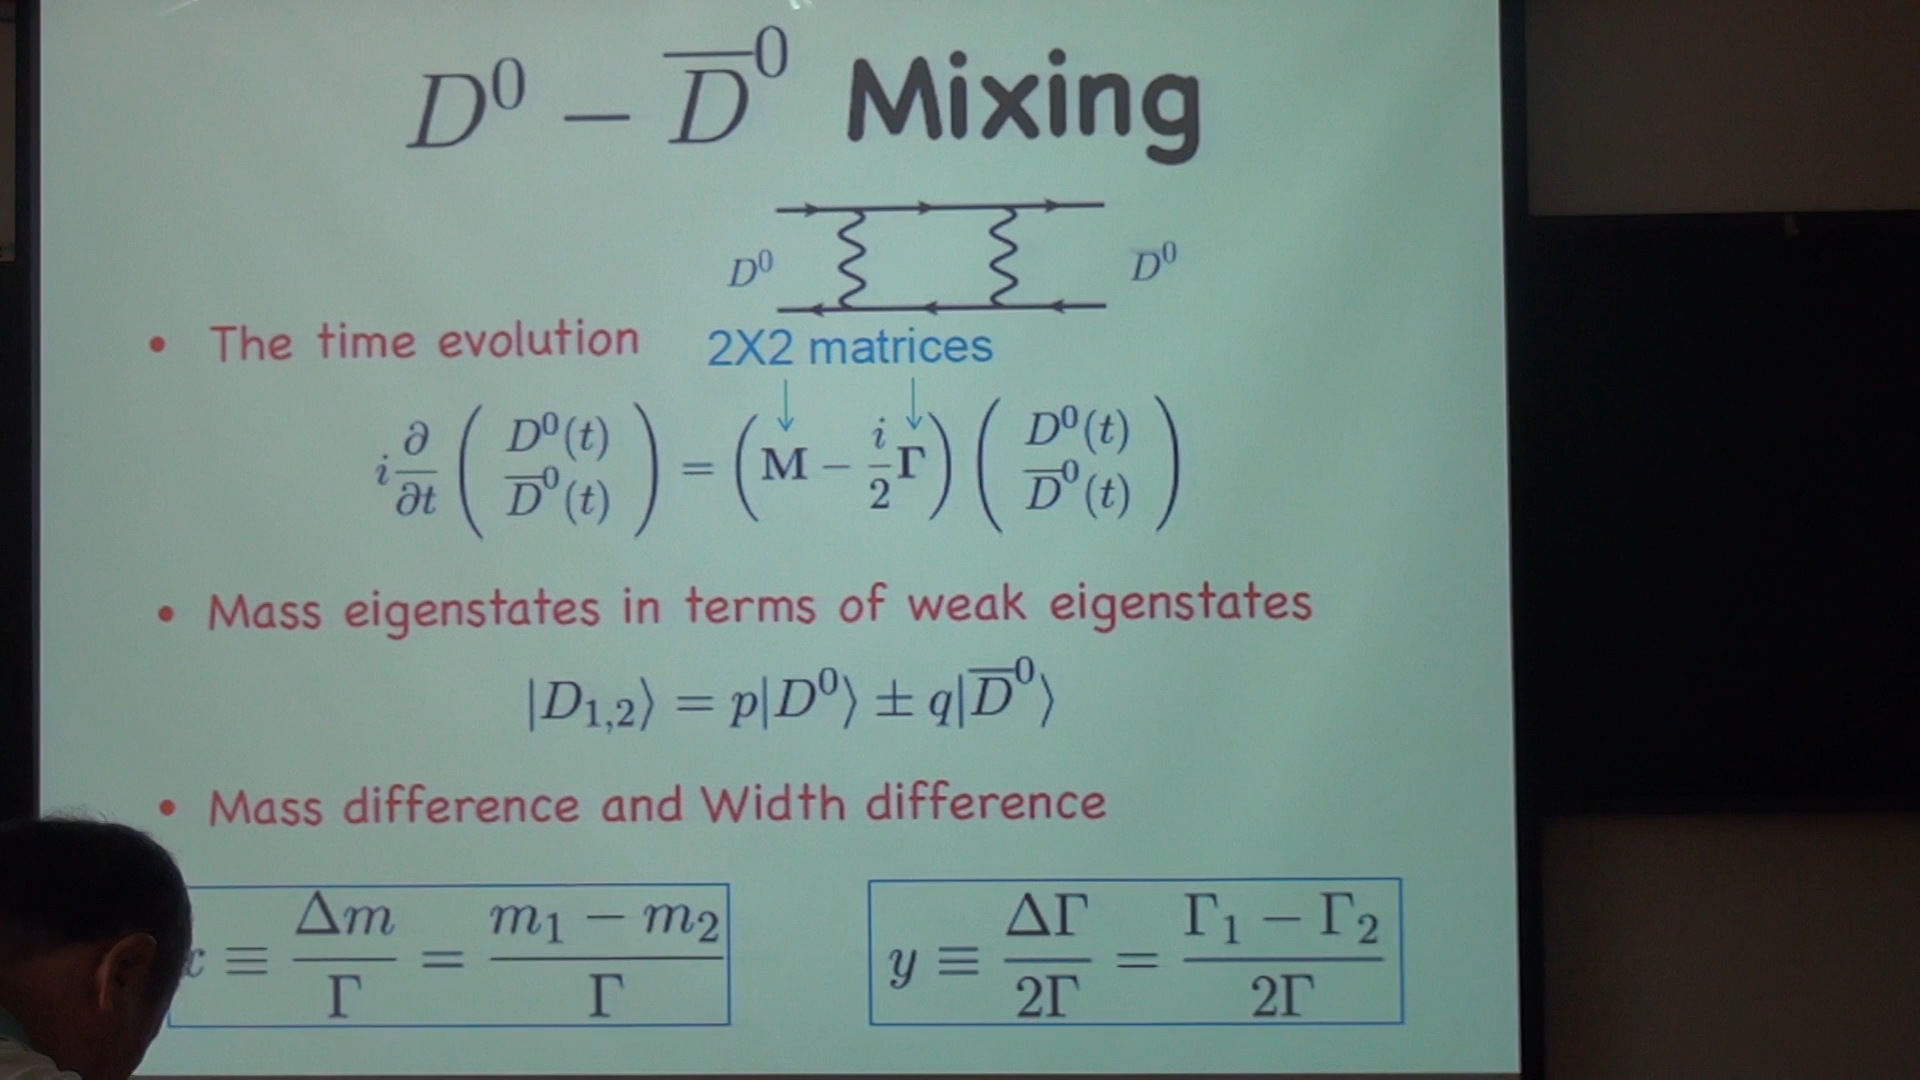 D⁰ − D̅⁰ Mixing
D⁰ D̅⁰
• The time evolution 2X2 matrices
i ∂/∂t ( D⁰(t) D̅⁰(t) ) = ( M − i/2 Γ ) ( D⁰(t) D̅⁰(t) )
• Mass eigenstates in terms of weak eigenstates
|D₁,₂⟩ = p|D⁰⟩ ± q|D̅⁰⟩
• Mass difference and Width difference
≡ Δm/Γ = (m₁ − m₂)/Γ y ≡ ΔΓ/2Γ = (Γ₁ − Γ₂)/2Γ